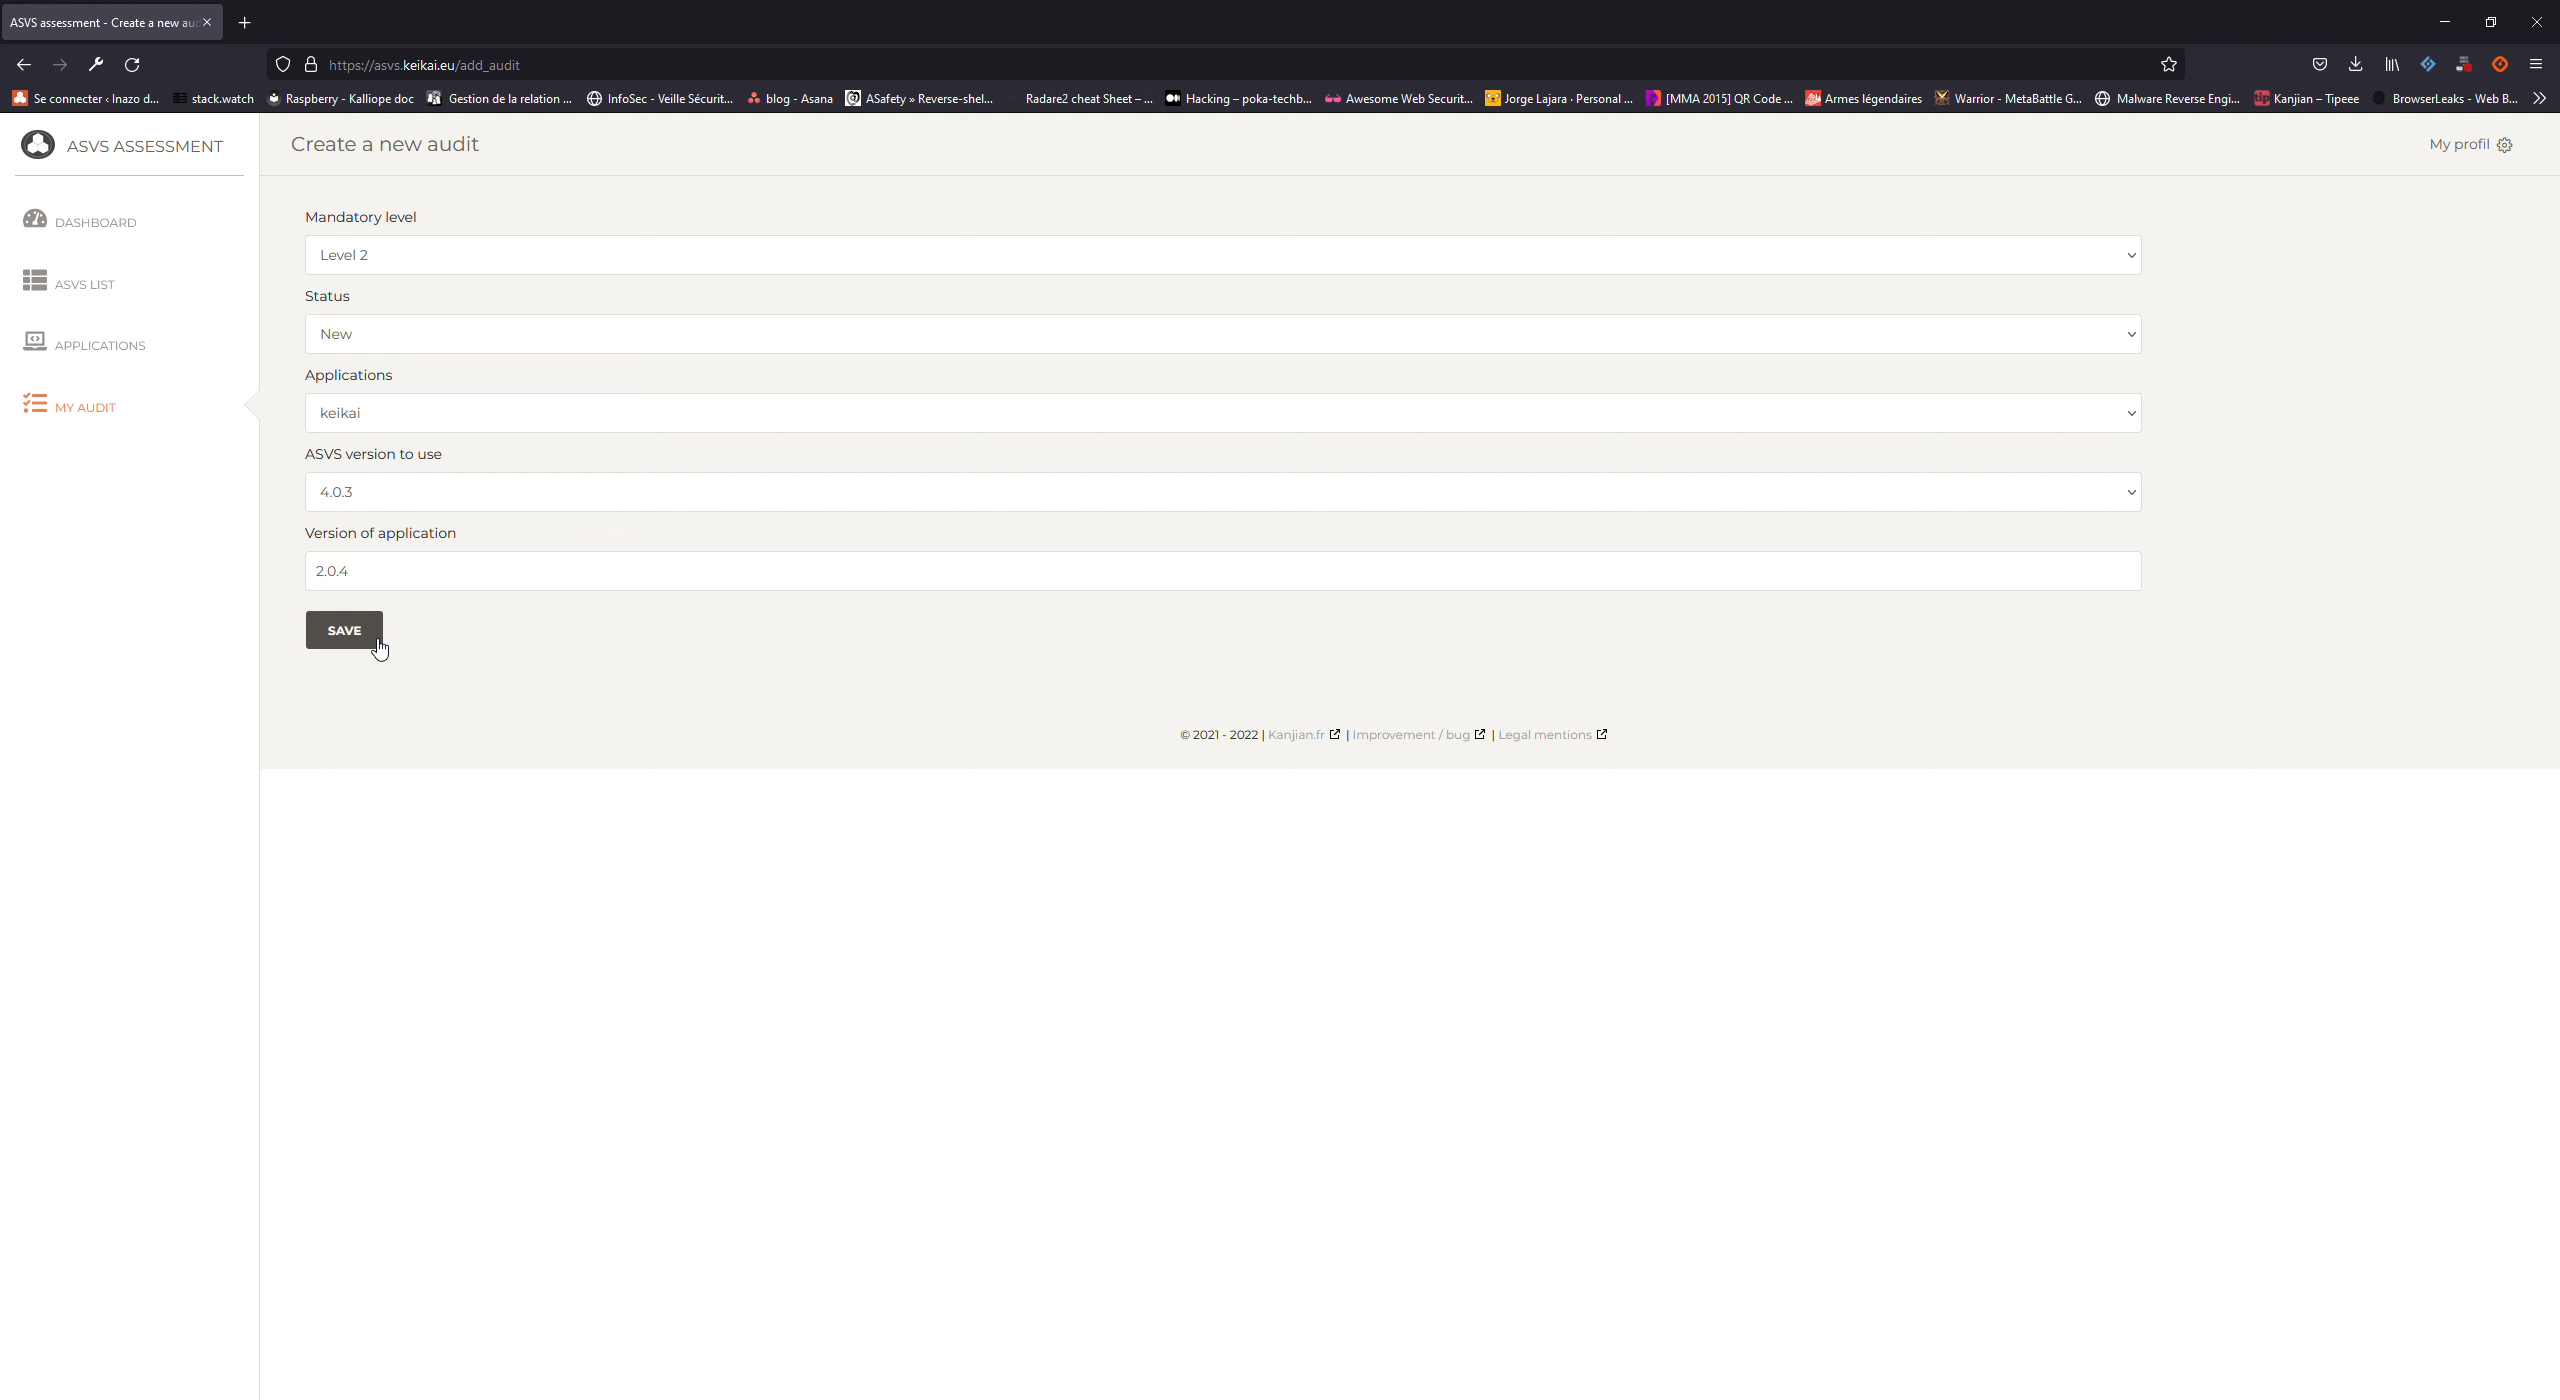 ASVS assessment - Create a new au
https://asvs.keikai.eu/add_audit
Se connecter ‹ Inazo d... stack.watch Raspberry - Kalliope doc Gestion de la relation ... InfoSec - Veille Sécurit... blog - Asana ASafety » Reverse-shel... Radare2 cheat Sheet – ... Hacking – poka-techb... Awesome Web Securit... Jorge Lajara · Personal ... [MMA 2015] QR Code ... Armes légendaires Warrior - MetaBattle G... Malware Reverse Engi... Kanjian – Tipeee BrowserLeaks - Web B...
ASVS ASSESSMENT
Create a new audit
My profil
DASHBOARD
ASVS LIST
APPLICATIONS
MY AUDIT
Mandatory level
Level 2
Status
New
Applications
keikai
ASVS version to use
4.0.3
Version of application
2.0.4
SAVE
© 2021 - 2022 | Kanjian.fr | Improvement / bug | Legal mentions